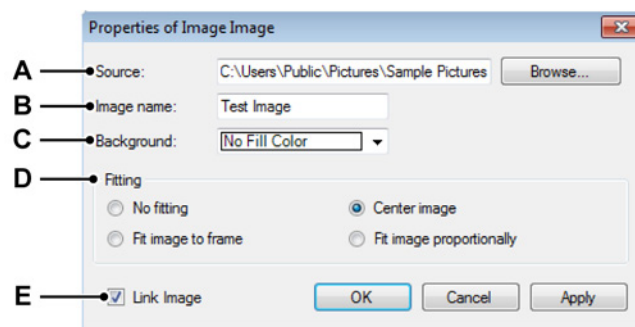 Properties of Image Image
A Source: C:\Users\Public\Pictures\Sample Pictures Browse...
B Image name: Test Image
C Background: No Fill Color
D Fitting
No fitting Center image
Fit image to frame Fit image proportionally
E Link Image OK Cancel Apply